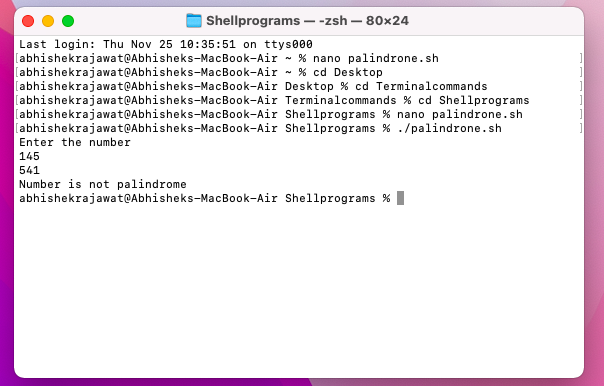 Shellprograms — -zsh — 80×24
Last login: Thu Nov 25 10:35:51 on ttys000
[abhishekrajawat@Abhisheks-MacBook-Air ~ % nano palindrone.sh ]
[abhishekrajawat@Abhisheks-MacBook-Air ~ % cd Desktop ]
[abhishekrajawat@Abhisheks-MacBook-Air Desktop % cd Terminalcommands ]
[abhishekrajawat@Abhisheks-MacBook-Air Terminalcommands % cd Shellprograms ]
[abhishekrajawat@Abhisheks-MacBook-Air Shellprograms % nano palindrone.sh ]
[abhishekrajawat@Abhisheks-MacBook-Air Shellprograms % ./palindrone.sh ]
Enter the number
145
541
Number is not palindrome
abhishekrajawat@Abhisheks-MacBook-Air Shellprograms %